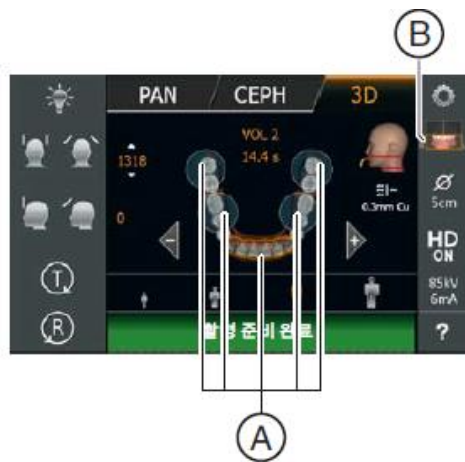 B
PAN CEPH 3D
VOL 2
14.4 s
1318
0.3mm Cu
0
Ø
5cm
HD
ON
85kV
6mA
T
R
- +
촬영 준비 완료
?
A